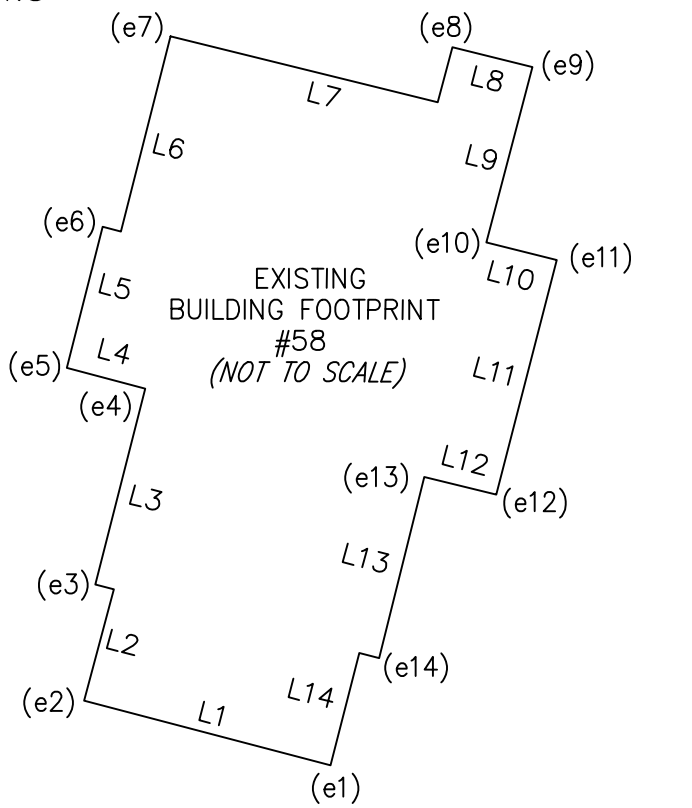 (e7)
(e8)
(e9)
L8
L7
L6
L9
(e6)
(e10)
(e11)
L10
L5
EXISTING
BUILDING FOOTPRINT
#58
(NOT TO SCALE)
L4
(e5)
L11
(e4)
L12
(e13)
(e12)
L3
L13
(e3)
L2
(e14)
L14
(e2)
L1
(e1)